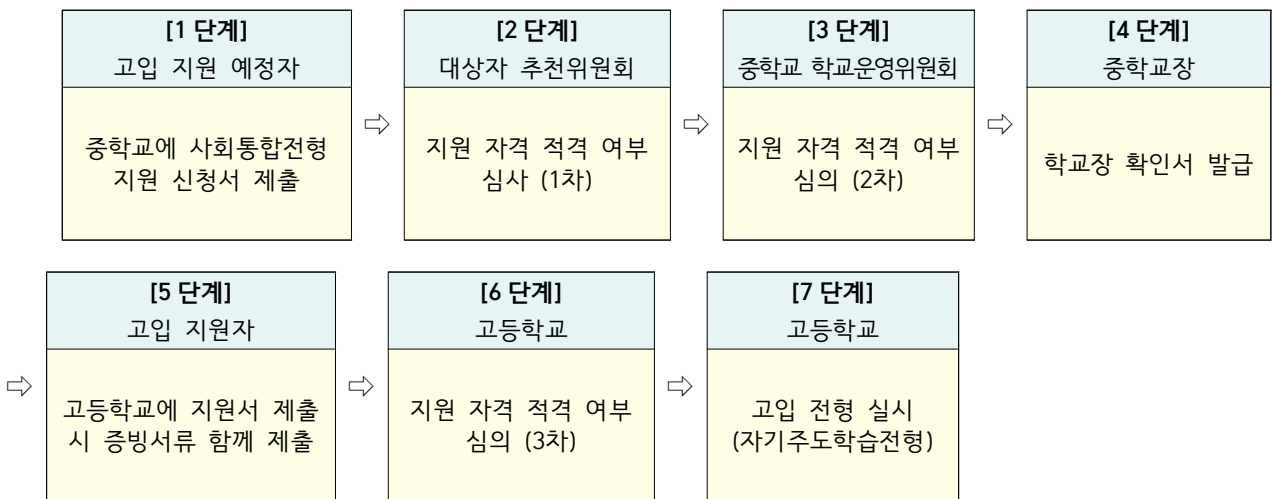 [1 단계]
고입 지원 예정자
중학교에 사회통합전형
지원 신청서 제출
⇨
[2 단계]
대상자 추천위원회
지원 자격 적격 여부
심사 (1차)
⇨
[3 단계]
중학교 학교운영위원회
지원 자격 적격 여부
심의 (2차)
⇨
[4 단계]
중학교장
학교장 확인서 발급
⇨
[5 단계]
고입 지원자
고등학교에 지원서 제출
시 증빙서류 함께 제출
⇨
[6 단계]
고등학교
지원 자격 적격 여부
심의 (3차)
⇨
[7 단계]
고등학교
고입 전형 실시
(자기주도학습전형)